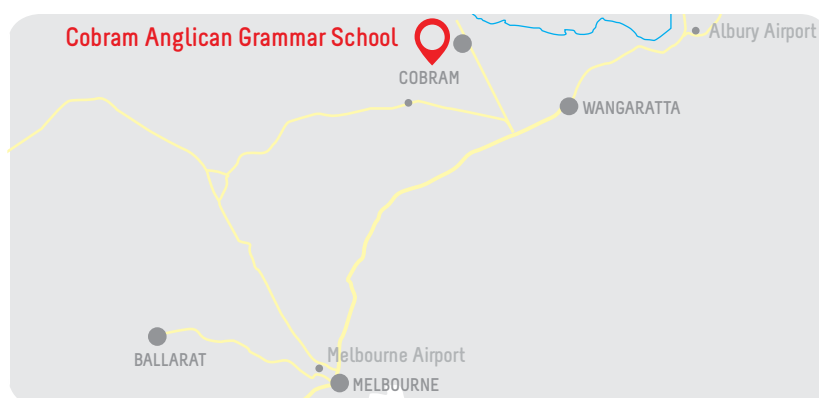 Cobram Anglican Grammar School
Albury Airport
COBRAM
WANGARATTA
Melbourne Airport
BALLARAT
MELBOURNE